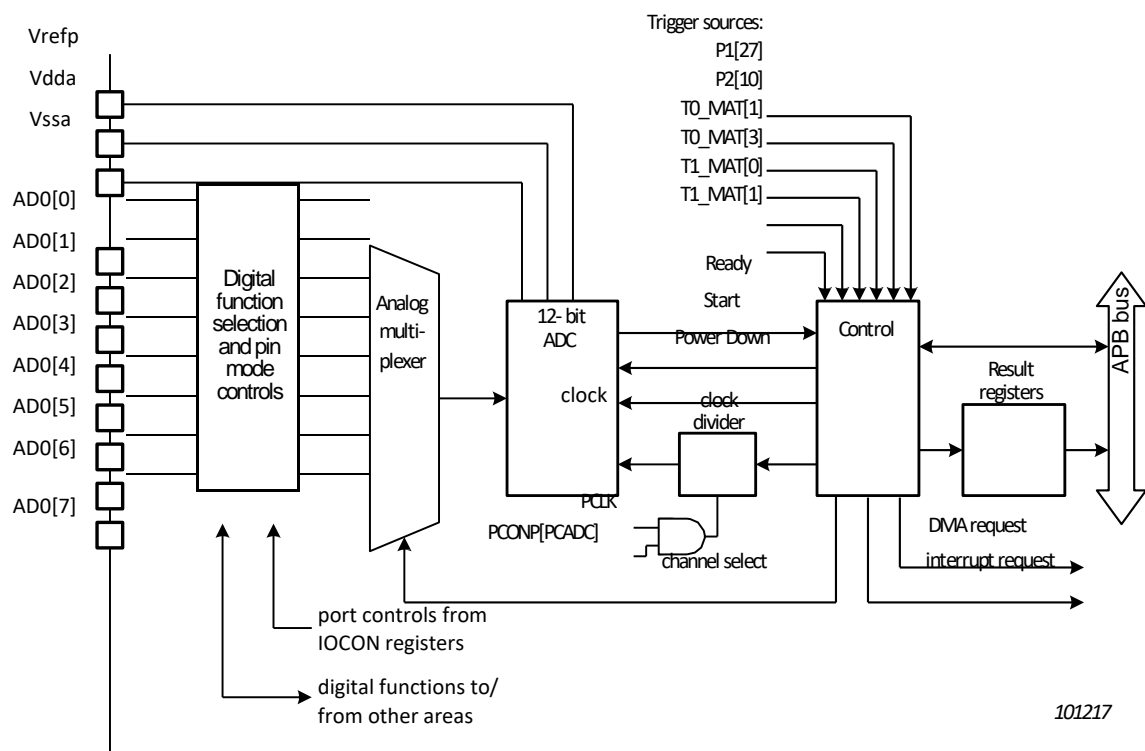 Trigger sources:
P1[27]
P2[10]
T0_MAT[1]
T0_MAT[3]
T1_MAT[0]
T1_MAT[1]
Vrefp
Vdda
Vssa
AD0[0]
AD0[1]
AD0[2]
AD0[3]
AD0[4]
AD0[5]
AD0[6]
AD0[7]
Digital
function
selection
and pin
mode
controls
Analog
multi-
plexer
12- bit
ADC
clock
Ready
Start
Power Down
Control
clock
divider
PCLK
PCONP[PCADC]
channel select
Result
registers
APB bus
DMA request
interrupt request
port controls from
IOCON registers
digital functions to/
from other areas
101217